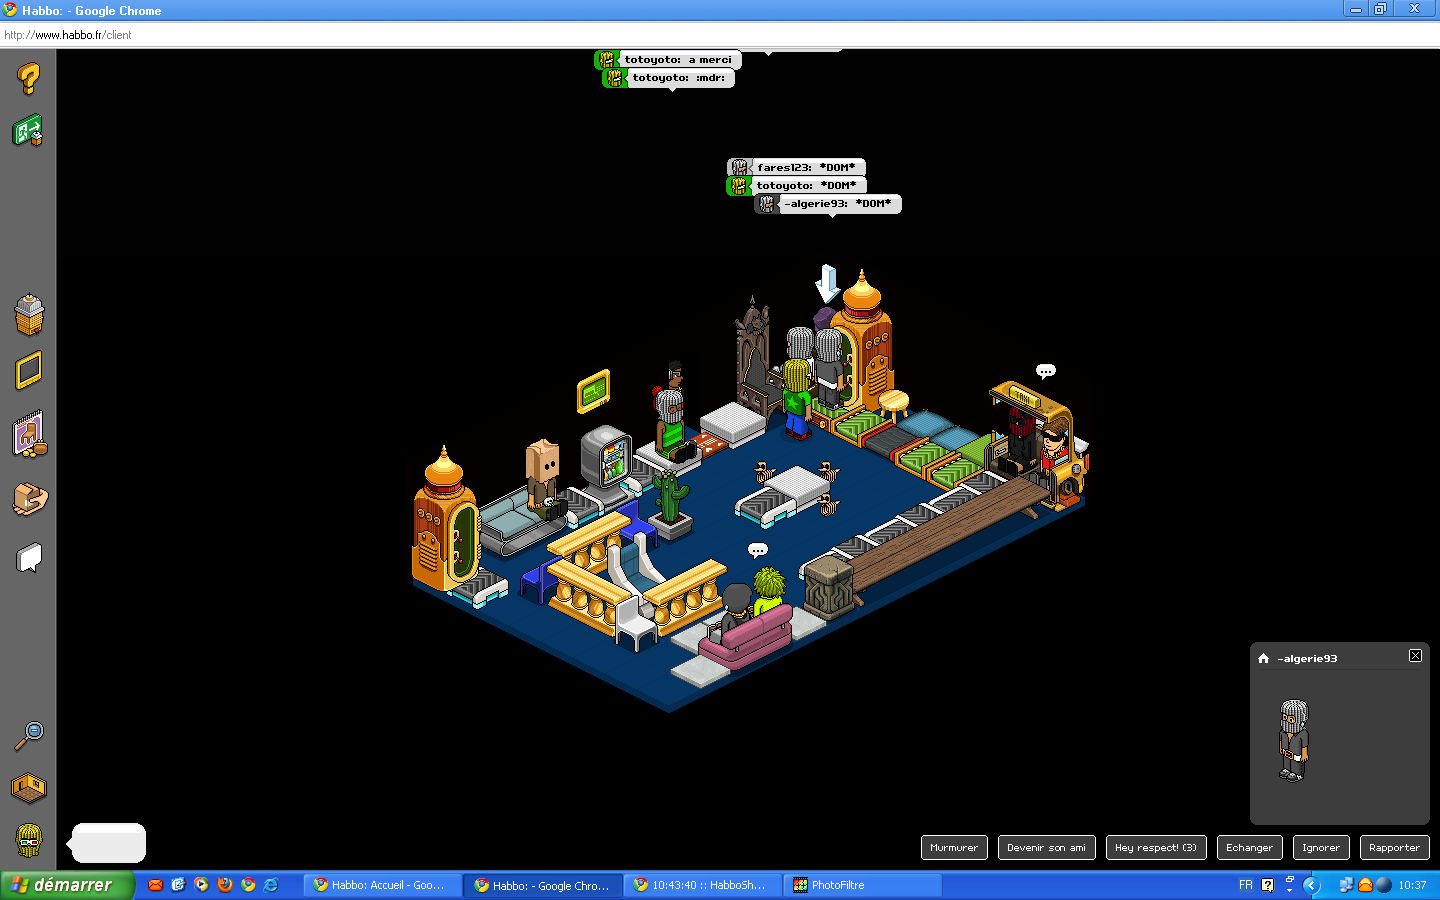 Habbo: - Google Chrome
http://www.habbo.fr/client
totoyoto: a merci
totoyoto: :mdr:
fares123: *DOM*
totoyoto: *DOM*
-algerie93: *DOM*
-algerie93
Murmurer
Devenir son ami
Hey respect! (3)
Echanger
Ignorer
Rapporter
démarrer
Habbo: Accueil - Goo...
Habbo: - Google Chro...
10:43:40 :: HabboSh...
PhotoFiltre
FR
10:37